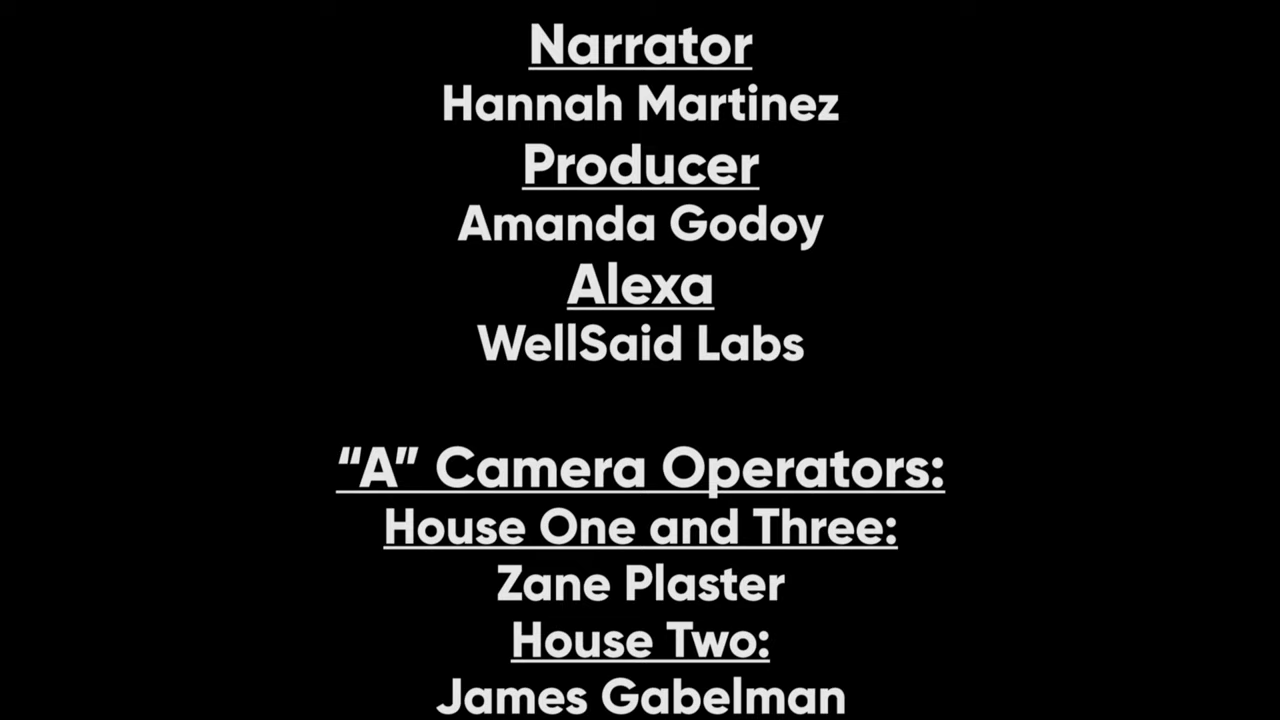 Narrator
Hannah Martinez
Producer
Amanda Godoy
Alexa
WellSaid Labs
“A” Camera Operators:
House One and Three:
Zane Plaster
House Two:
James Gabelman